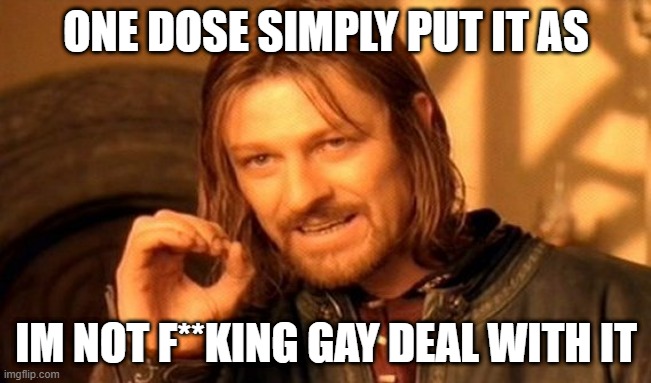 ONE DOSE SIMPLY PUT IT AS
IM NOT F**KING GAY DEAL WITH IT
imgflip.com